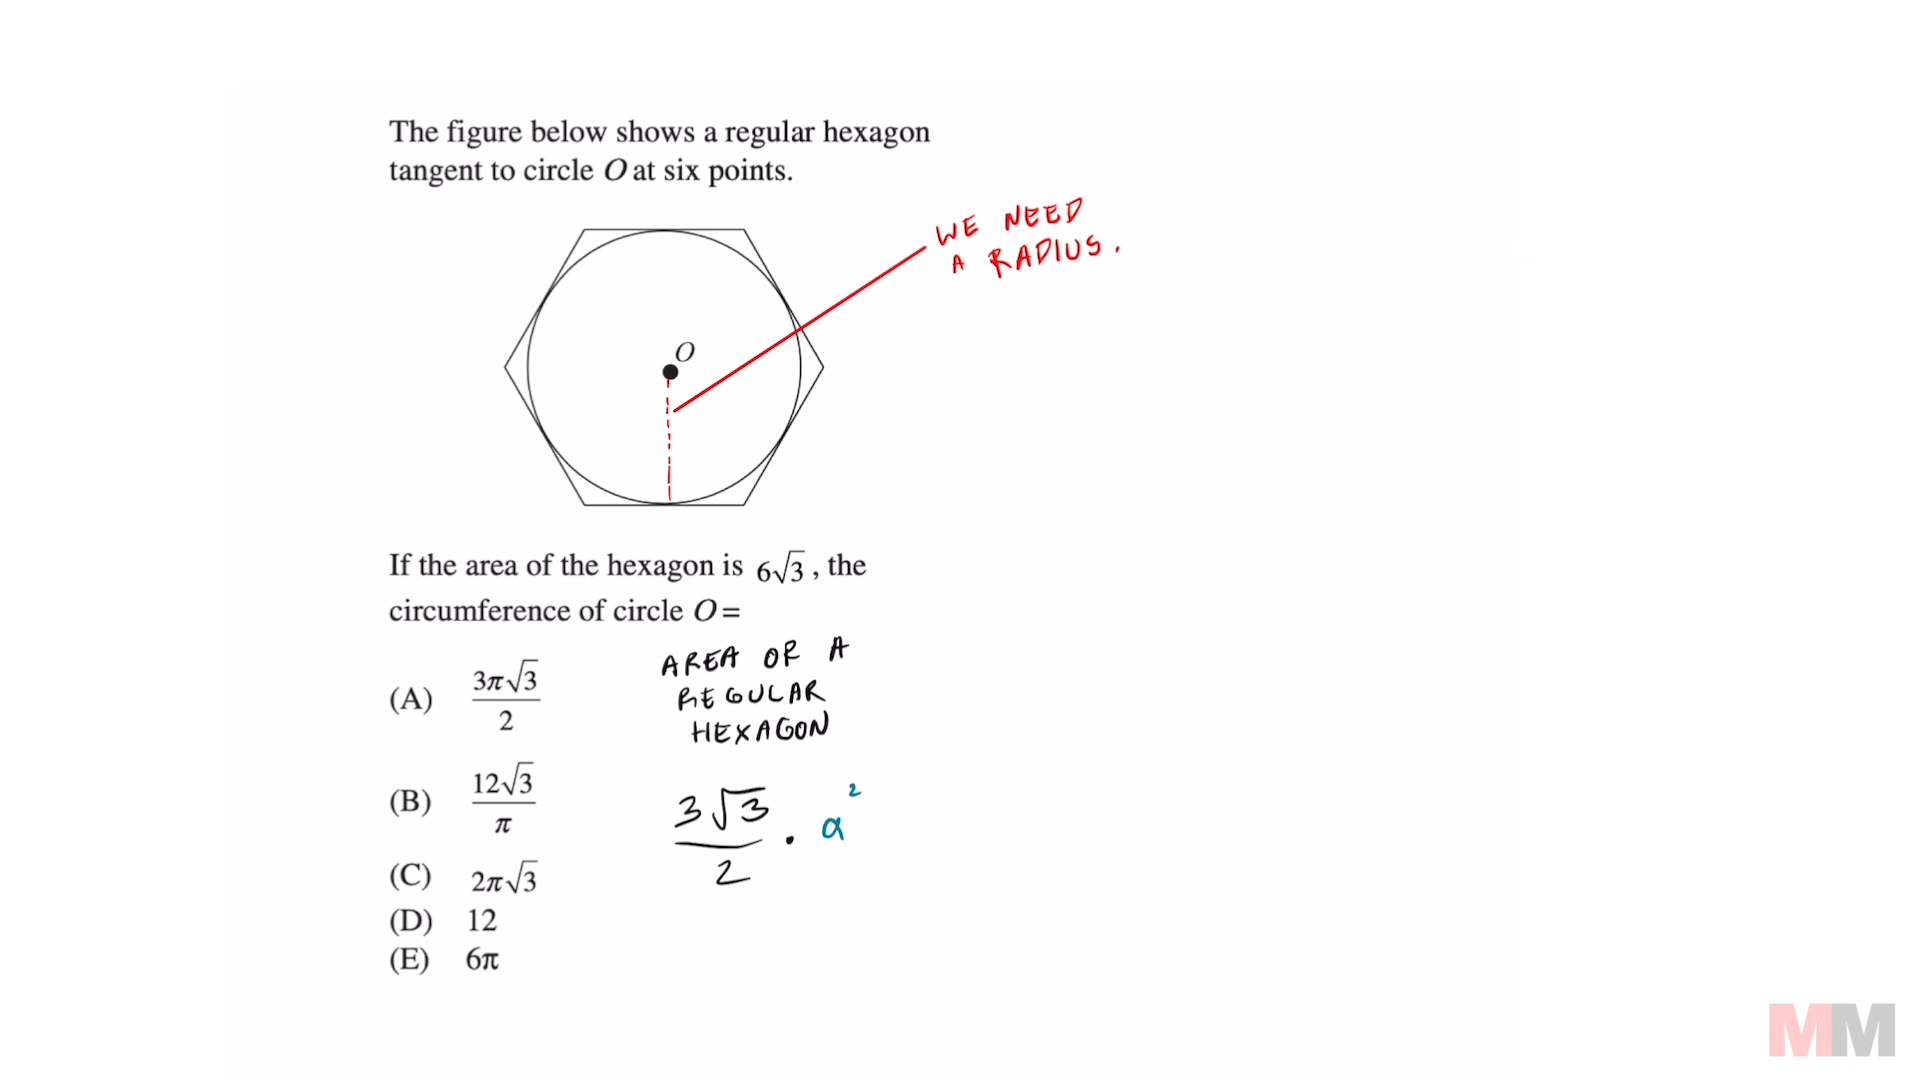 The figure below shows a regular hexagon
tangent to circle O at six points.
WE NEED
A RADIUS.
O
If the area of the hexagon is 6√3, the
circumference of circle O =
AREA OR A
REGULAR
HEXAGON
3√3/2 · a²
(A) 3π√3/2
(B) 12√3/π
(C) 2π√3
(D) 12
(E) 6π
MM